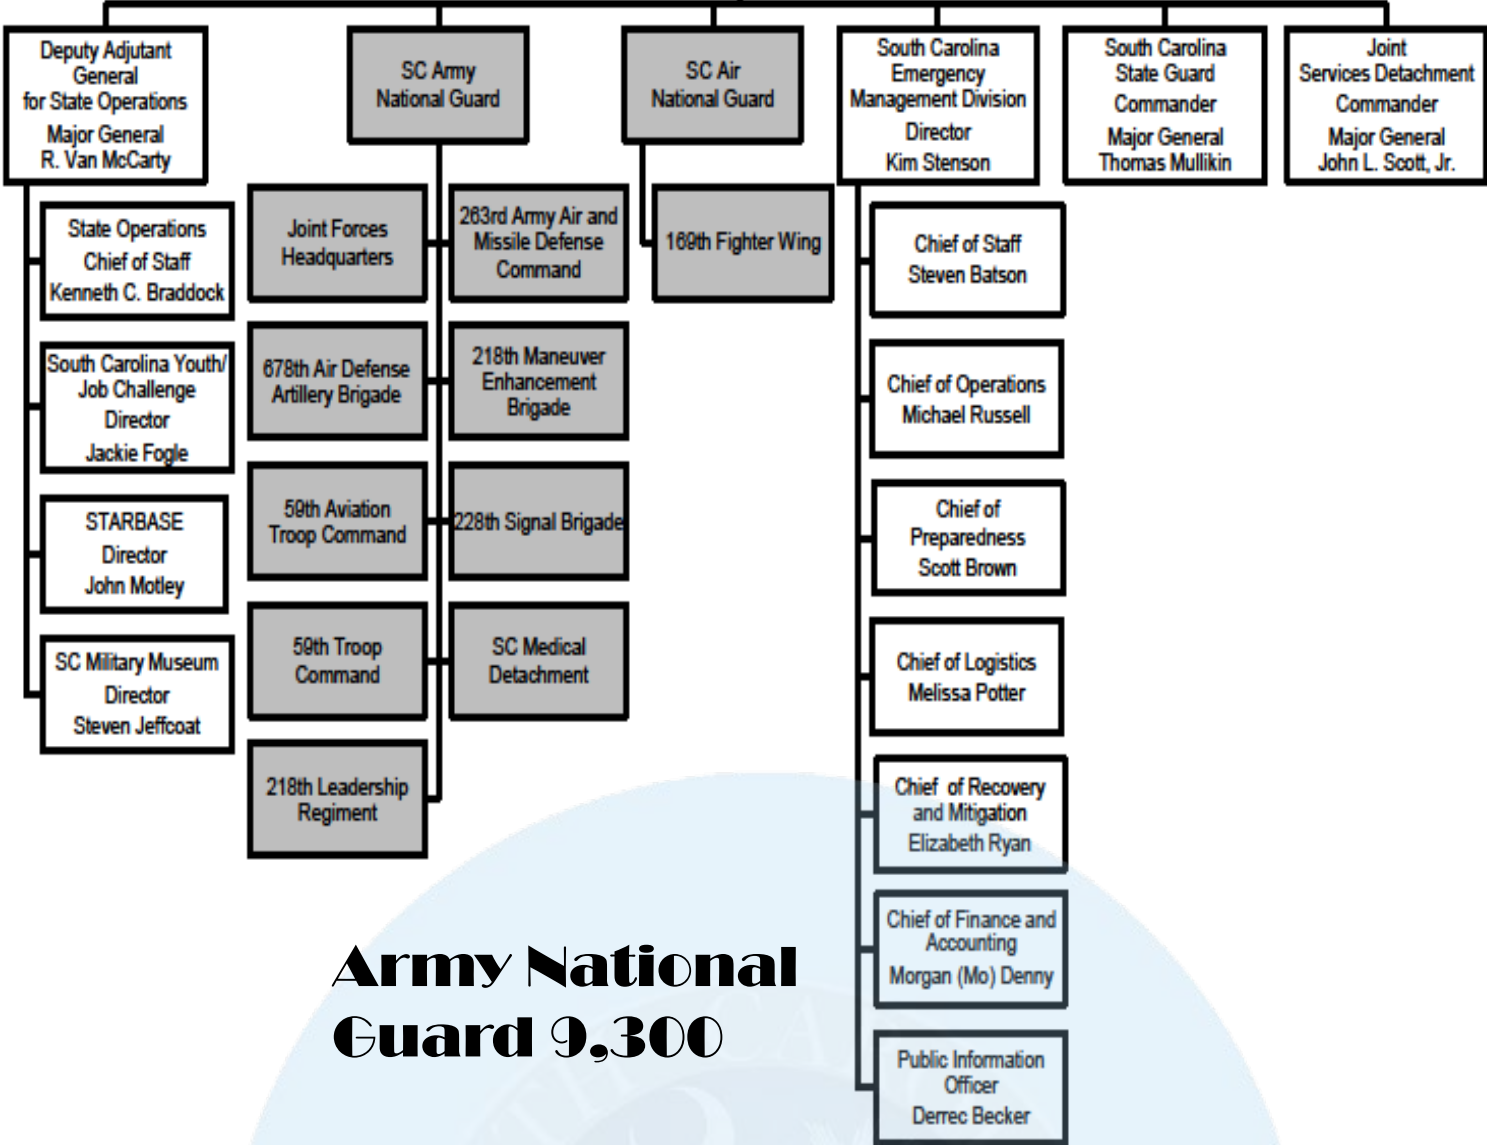 Deputy Adjutant
General
for State Operations
Major General
R. Van McCarty
SC Army
National Guard
SC Air
National Guard
South Carolina
Emergency
Management Division
Director
Kim Stenson
South Carolina
State Guard
Commander
Major General
Thomas Mullikin
Joint
Services Detachment
Commander
Major General
John L. Scott, Jr.
State Operations
Chief of Staff
Kenneth C. Braddock
South Carolina Youth/
Job Challenge
Director
Jackie Fogle
STARBASE
Director
John Motley
SC Military Museum
Director
Steven Jeffcoat
Joint Forces
Headquarters
263rd Army Air and
Missile Defense
Command
678th Air Defense
Artillery Brigade
218th Maneuver
Enhancement
Brigade
59th Aviation
Troop Command
228th Signal Brigade
59th Troop
Command
SC Medical
Detachment
218th Leadership
Regiment
169th Fighter Wing
Chief of Staff
Steven Batson
Chief of Operations
Michael Russell
Chief of
Preparedness
Scott Brown
Chief of Logistics
Melissa Potter
Chief of Recovery
and Mitigation
Elizabeth Ryan
Chief of Finance and
Accounting
Morgan (Mo) Denny
Public Information
Officer
Derrec Becker
Army National
Guard 9,300